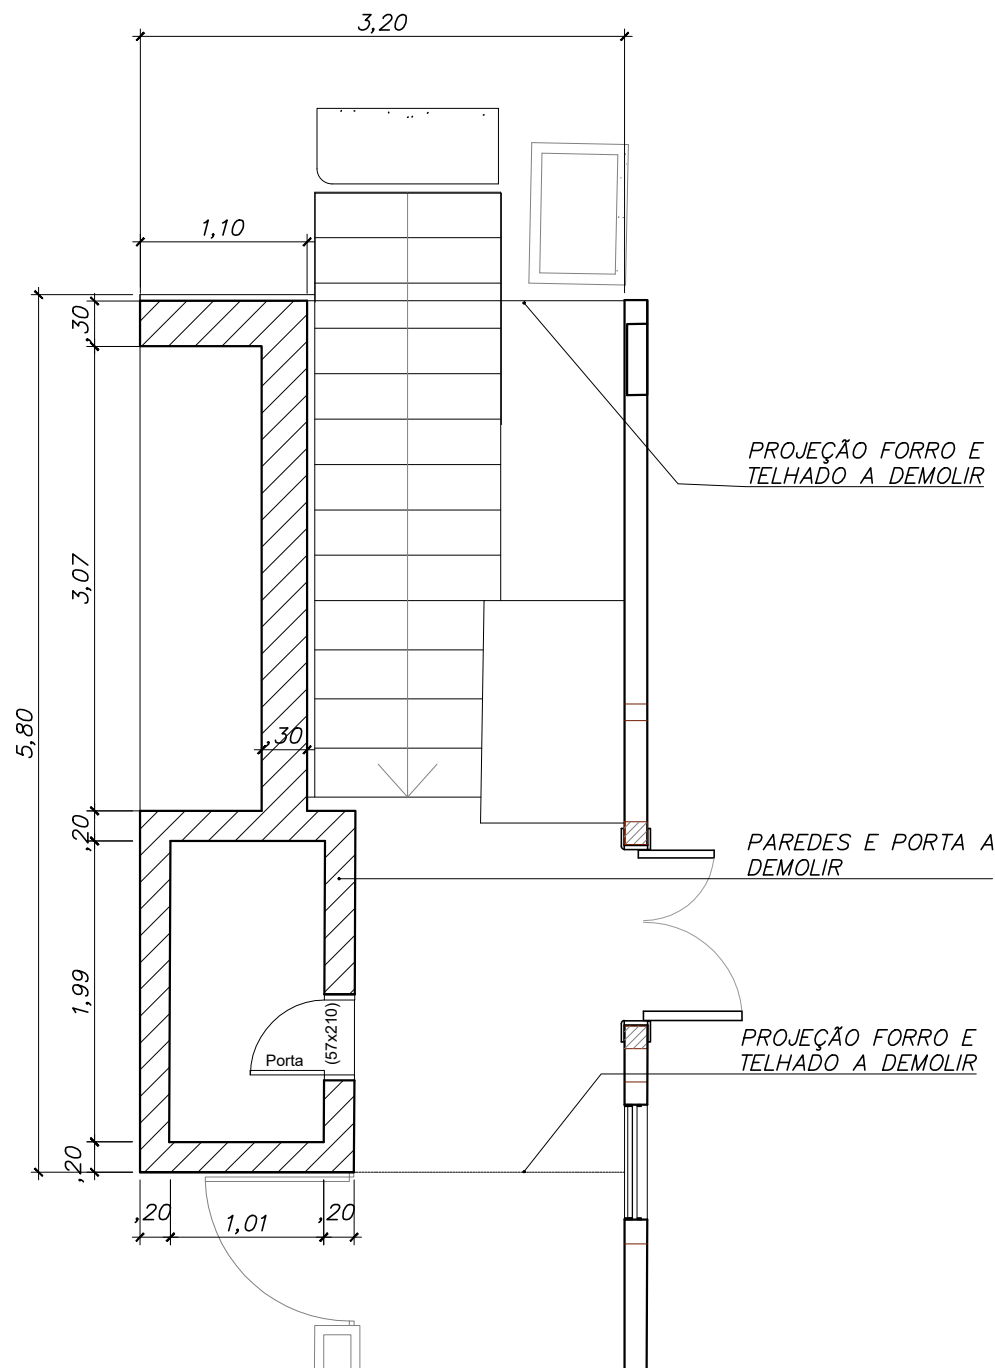 3,20
1,10
,30
PROJEÇÃO FORRO E
TELHADO A DEMOLIR
3,07
5,80
,30
,20
PAREDES E PORTA A
DEMOLIR
1,99
(57x210)
Porta
PROJEÇÃO FORRO E
TELHADO A DEMOLIR
,20
,20
1,01
,20